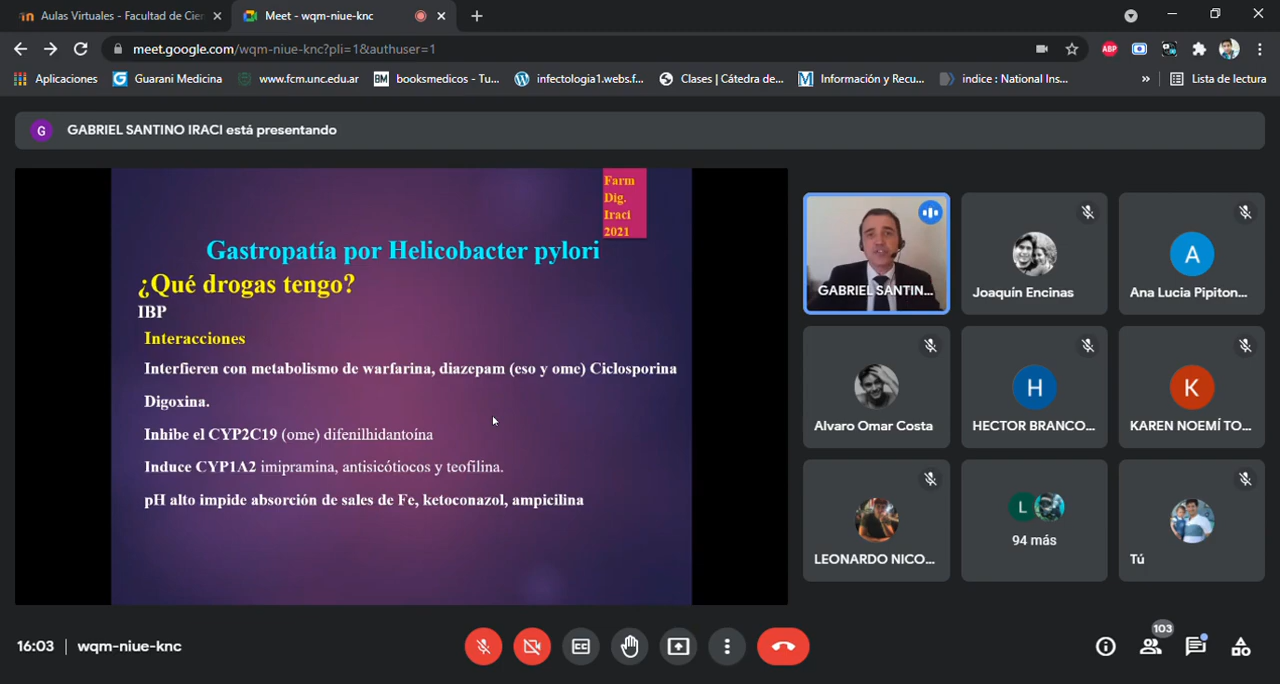 Aulas Virtuales - Facultad de Cier
Meet - wqm-niue-knc
meet.google.com/wqm-niue-knc?pli=1&authuser=1
ABP
Aplicaciones
Guarani Medicina
www.fcm.unc.edu.ar
BM booksmedicos - Tu...
infectologia1.webs.f...
Clases | Cátedra de...
Información y Recu...
indice : National Ins...
»
Lista de lectura
G GABRIEL SANTINO IRACI está presentando
Farm
Dig.
Iraci
2021
Gastropatía por Helicobacter pylori
¿Qué drogas tengo?
IBP
Interacciones
Interfieren con metabolismo de warfarina, diazepam (eso y ome) Ciclosporina
Digoxina.
Inhibe el CYP2C19 (ome) difenilhidantoína
Induce CYP1A2 imipramina, antisicótiocos y teofilina.
pH alto impide absorción de sales de Fe, ketoconazol, ampicilina
GABRIEL SANTIN...
Joaquín Encinas
A
Ana Lucia Pipiton...
Alvaro Omar Costa
H
HECTOR BRANCO...
K
KAREN NOEMÍ TO...
LEONARDO NICO...
L
94 más
Tú
16:03 | wqm-niue-knc
CC
103